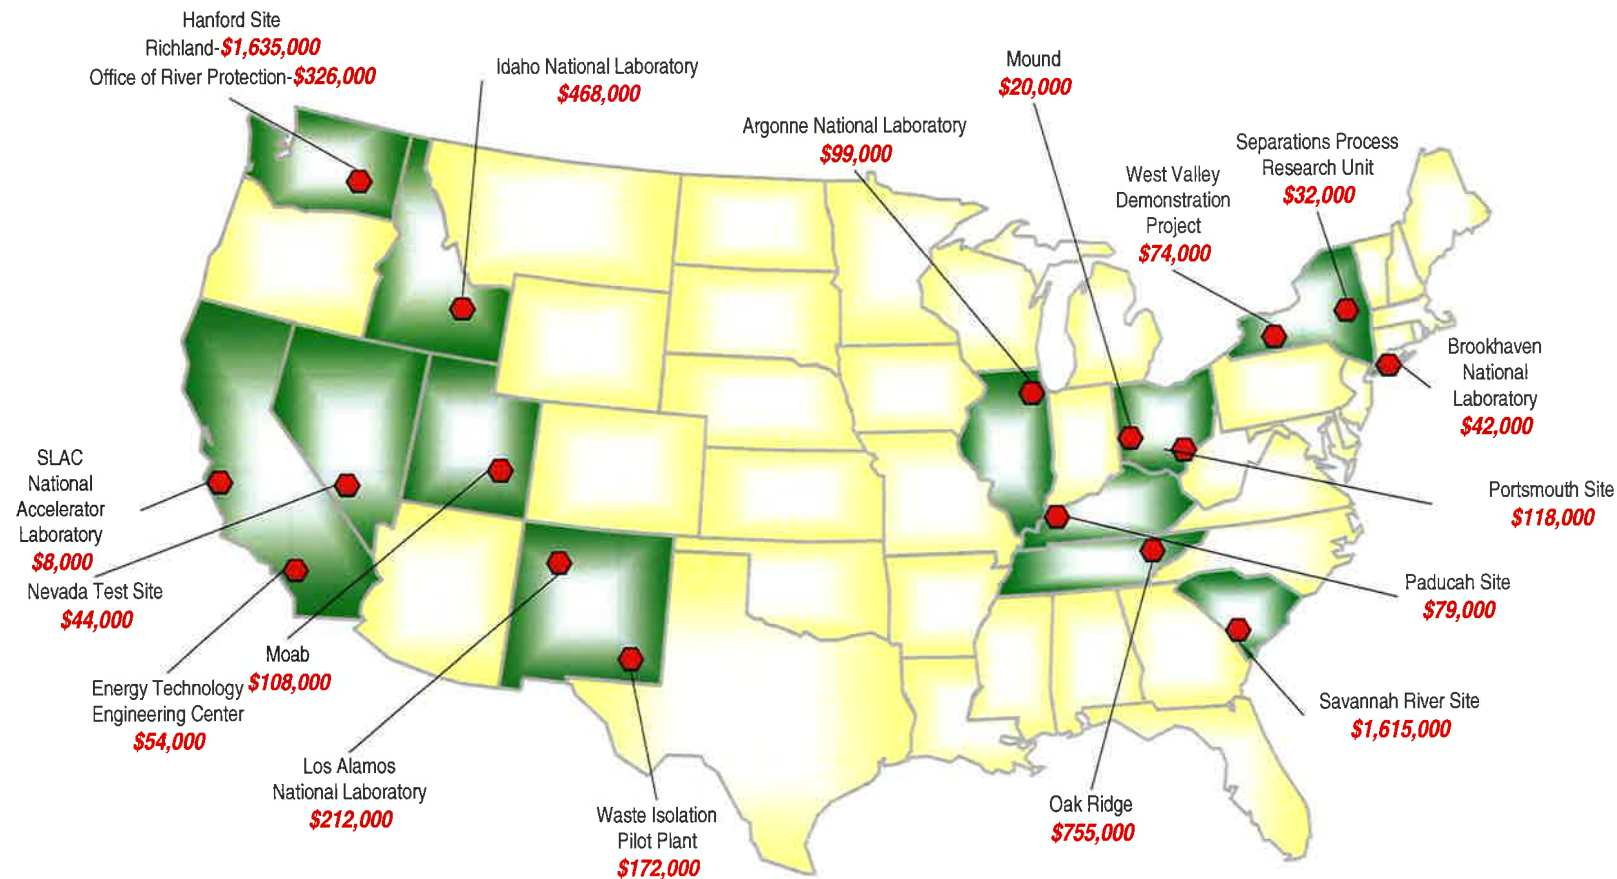 Hanford Site
Richland-$1,635,000
Office of River Protection-$326,000
Idaho National Laboratory
$468,000
Mound
$20,000
Argonne National Laboratory
$99,000
Separations Process
Research Unit
$32,000
West Valley
Demonstration
Project
$74,000
Brookhaven
National
Laboratory
$42,000
Portsmouth Site
$118,000
Paducah Site
$79,000
Savannah River Site
$1,615,000
Oak Ridge
$755,000
Waste Isolation
Pilot Plant
$172,000
Los Alamos
National Laboratory
$212,000
Moab
$108,000
Energy Technology
Engineering Center
$54,000
Nevada Test Site
$44,000
SLAC
National
Accelerator
Laboratory
$8,000